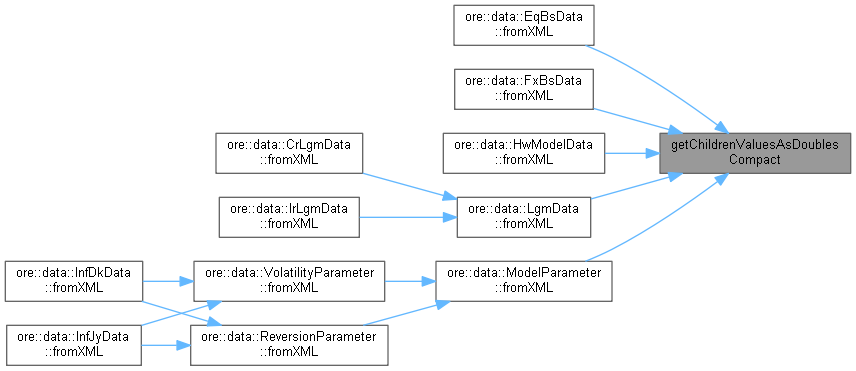 ore::data::EqBsData
::fromXML
ore::data::FxBsData
::fromXML
ore::data::CrLgmData
::fromXML
ore::data::HwModelData
::fromXML
getChildrenValuesAsDoubles
Compact
ore::data::IrLgmData
::fromXML
ore::data::LgmData
::fromXML
ore::data::InfDkData
::fromXML
ore::data::VolatilityParameter
::fromXML
ore::data::ModelParameter
::fromXML
ore::data::InfJyData
::fromXML
ore::data::ReversionParameter
::fromXML